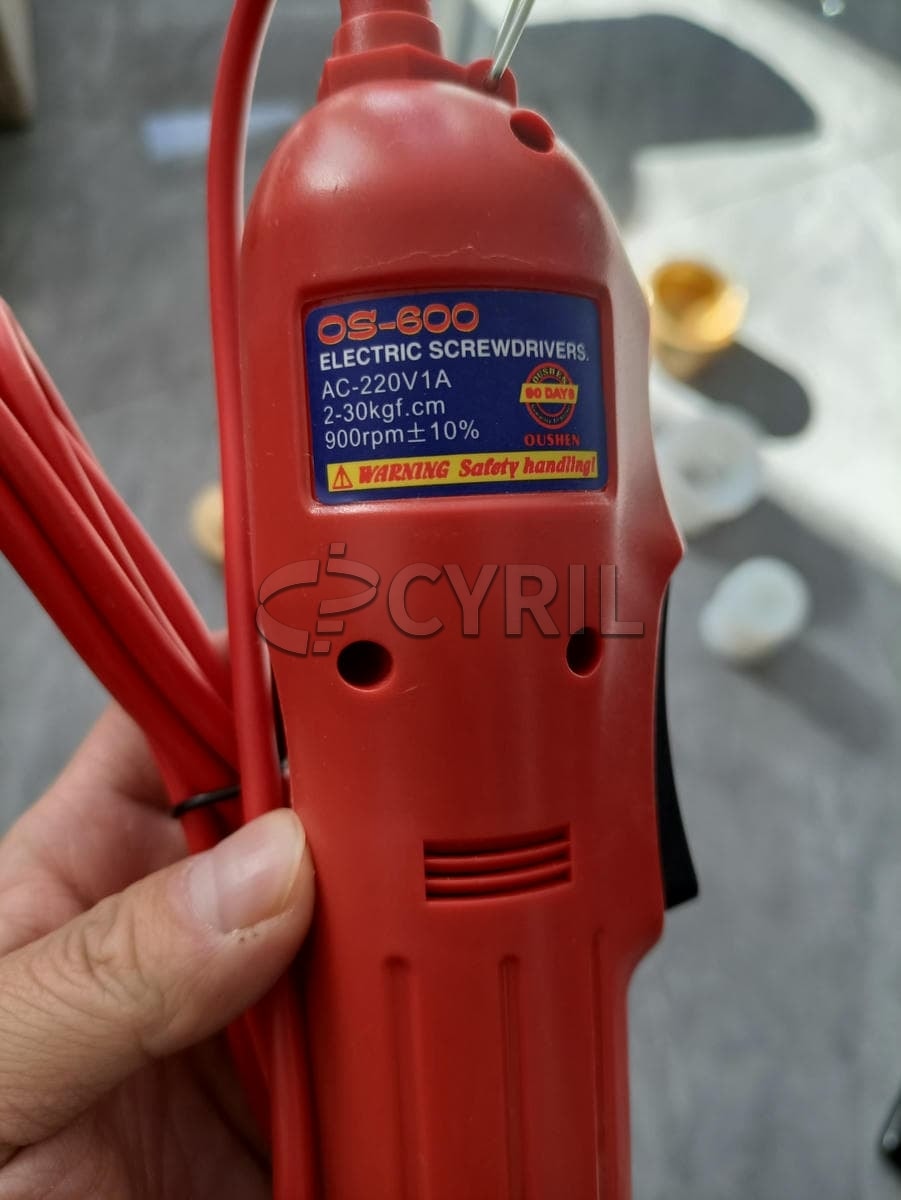 OS-600
ELECTRIC SCREWDRIVERS.
AC-220V1A
2-30kgf.cm
900rpm±10%
OUSHEN
90 DAYS
OUSHEN
WARNING Safety handling!
CYRIL